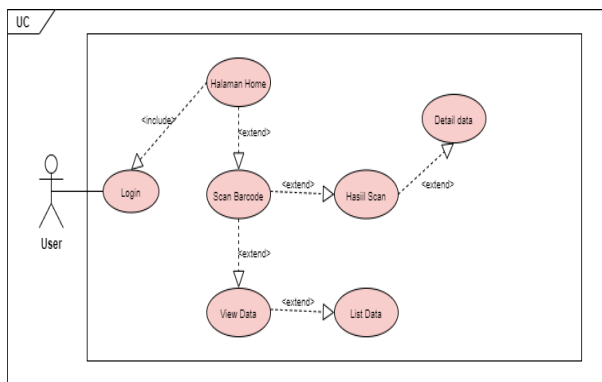 UC
Halaman Home
Detail data
<include>
<extend>
User
Login
Scan Barcode
<extend>
Hasiil Scan
<extend>
<extend>
View Data
<extend>
List Data